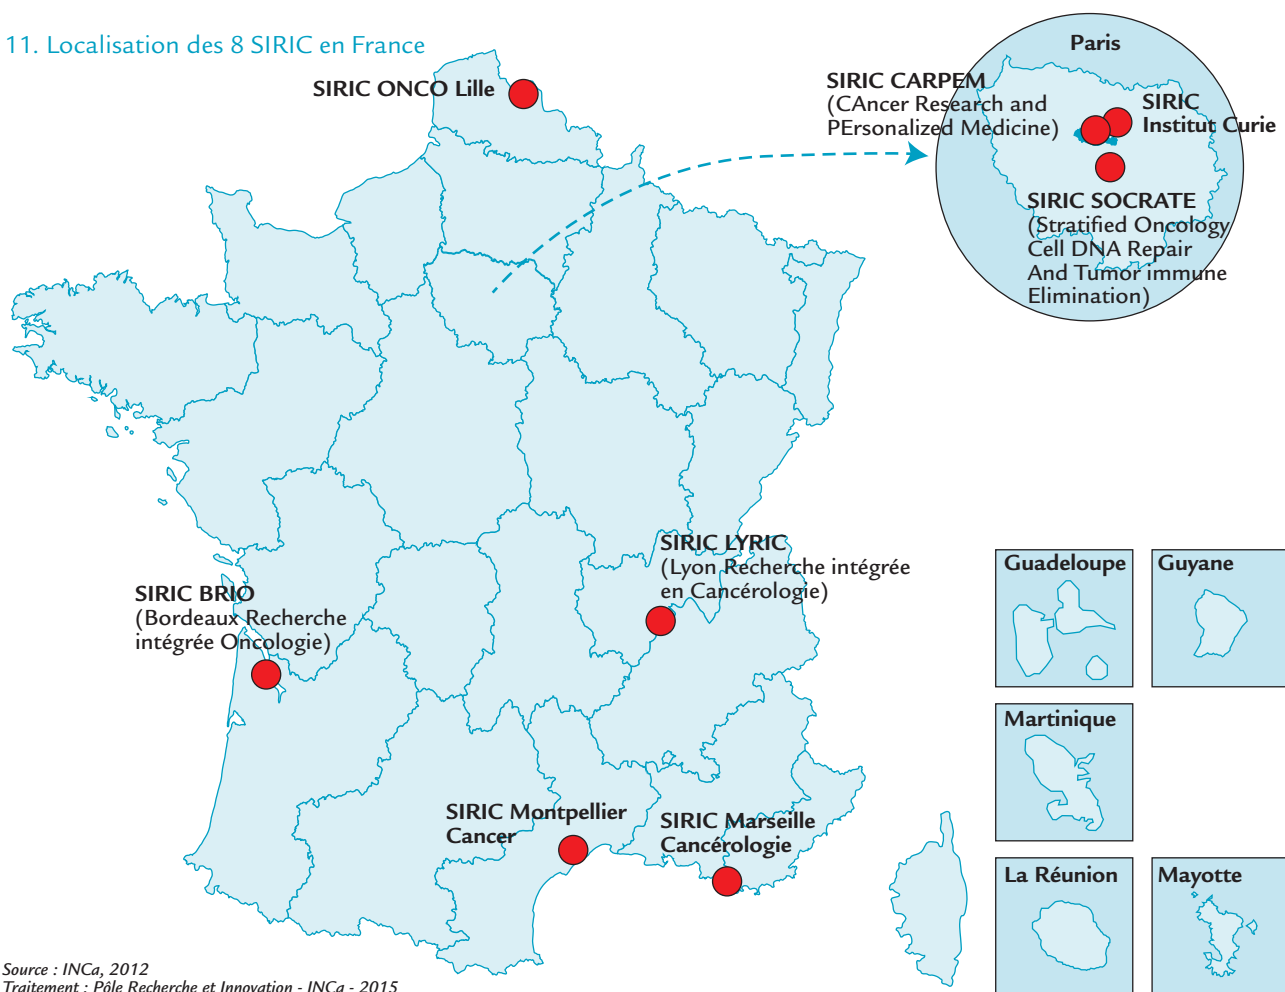 11. Localisation des 8 SIRIC en France
SIRIC ONCO Lille
Paris
SIRIC CARPEM
(CAncer Research and
PErsonalized Medicine)
SIRIC
Institut Curie
SIRIC SOCRATE
(Stratified Oncology
Cell DNA Repair
And Tumor immune
Elimination)
SIRIC LYRIC
(Lyon Recherche intégrée
en Cancérologie)
SIRIC BRIO
(Bordeaux Recherche
intégrée Oncologie)
SIRIC Montpellier
Cancer
SIRIC Marseille
Cancérologie
Guadeloupe
Guyane
Martinique
La Réunion
Mayotte
Source : INCa, 2012
Traitement : Pôle Recherche et Innovation - INCa - 2015